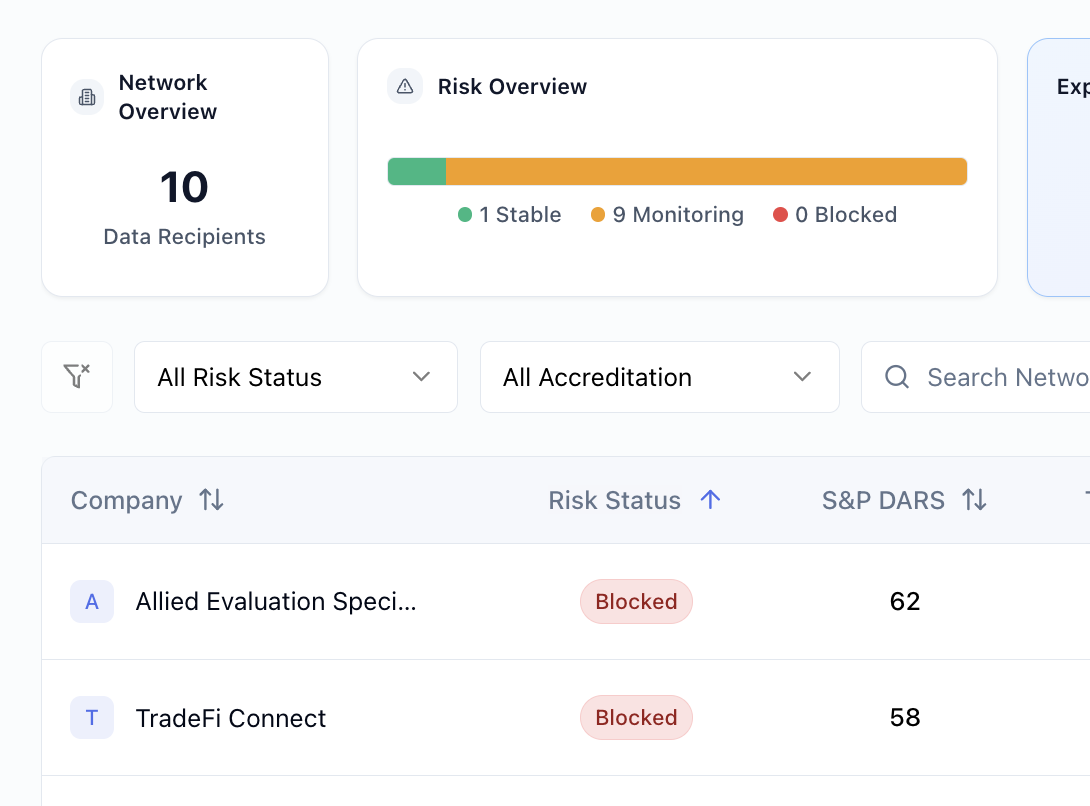 Network
Overview
10
Data Recipients
Risk Overview
1 Stable
9 Monitoring
0 Blocked
Exp
All Risk Status
All Accreditation
Search Netwo
Company
Risk Status
S&P DARS
A
Allied Evaluation Speci...
Blocked
62
T
TradeFi Connect
Blocked
58